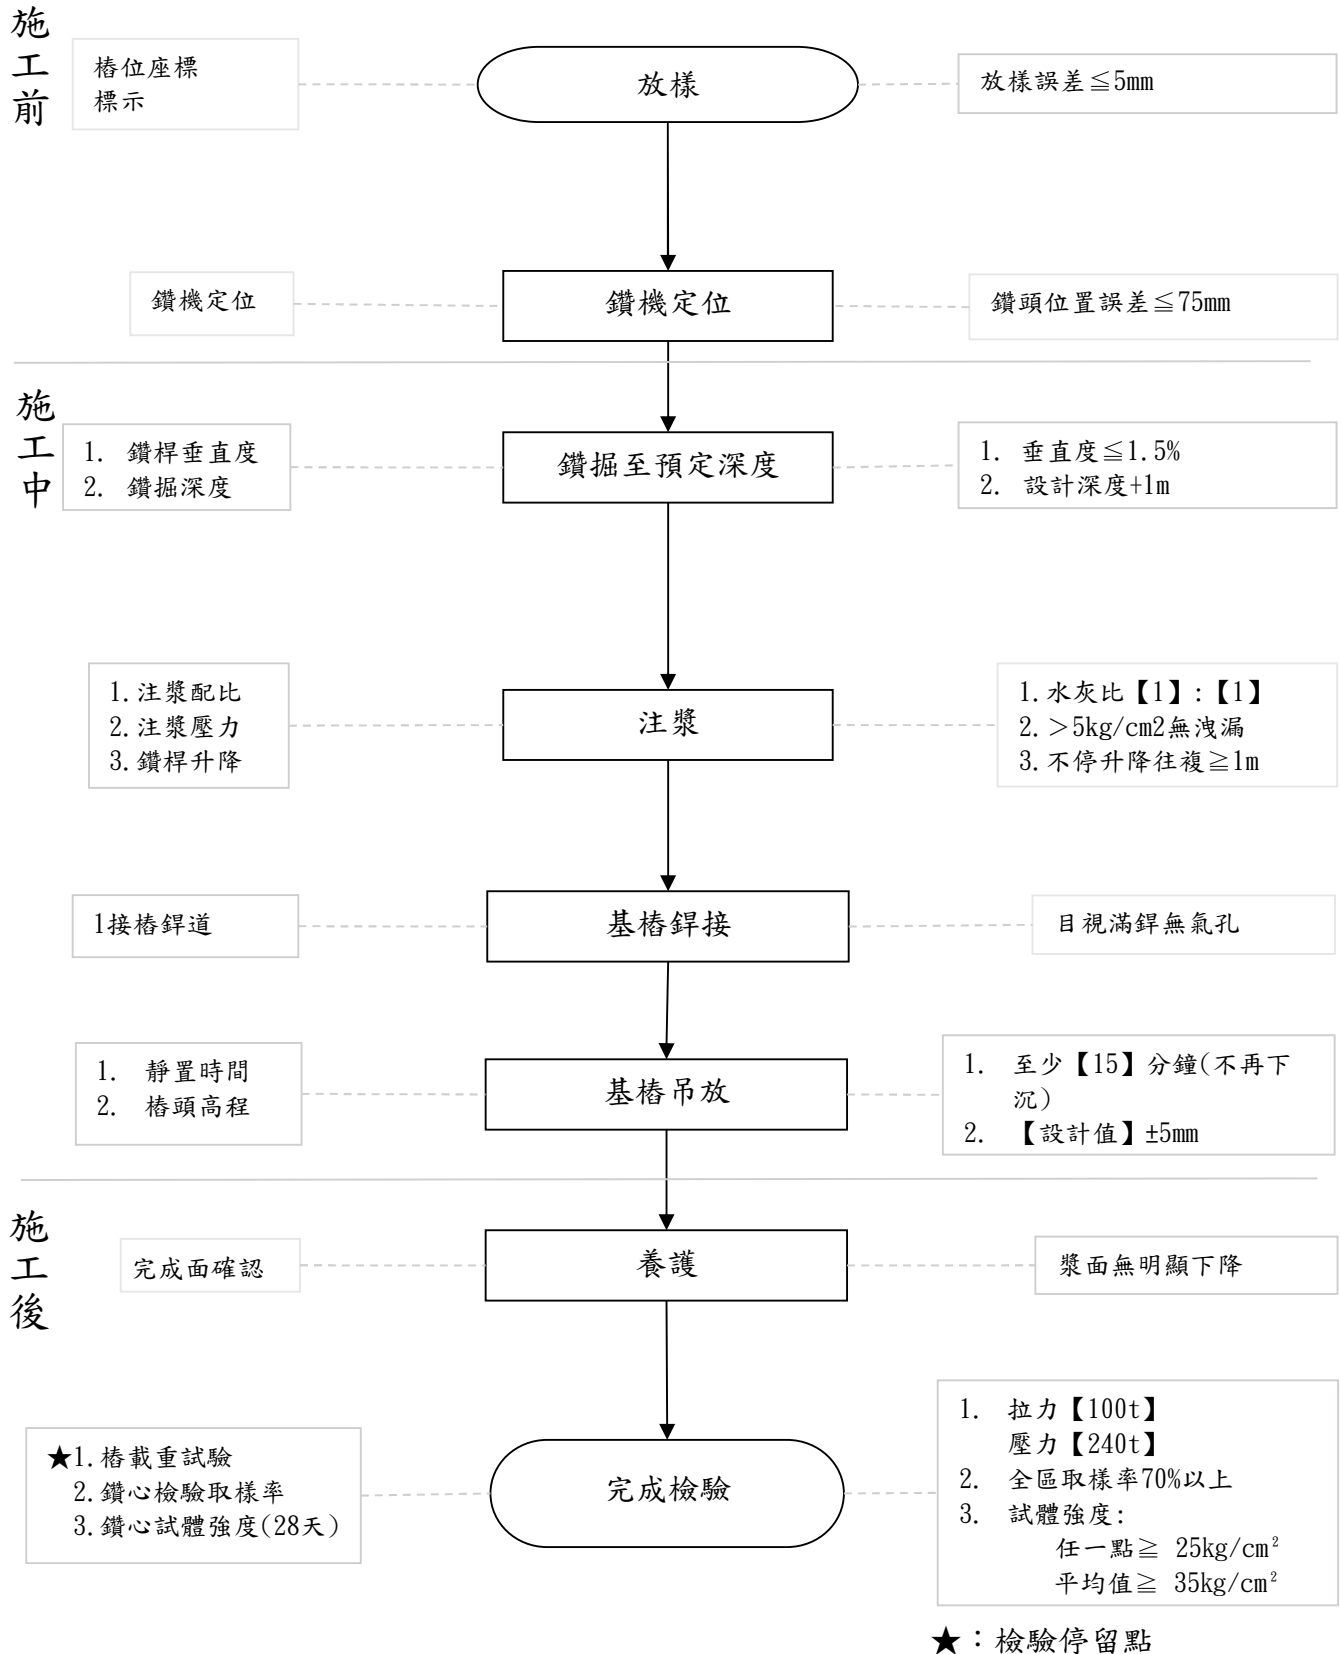 施工前
樁位座標
標示
放樣
放樣誤差≦5mm
鑽機定位
鑽機定位
鑽頭位置誤差≦75mm
施工中
1. 鑽桿垂直度
2. 鑽掘深度
鑽掘至預定深度
1. 垂直度≦1.5%
2. 設計深度+1m
1.注漿配比
2.注漿壓力
3.鑽桿升降
注漿
1.水灰比【1】:【1】
2.＞5kg/cm2無洩漏
3.不停升降往複≧1m
1接樁銲道
基樁銲接
目視滿銲無氣孔
1. 靜置時間
2. 樁頭高程
基樁吊放
1. 至少【15】分鐘(不再下
沉)
2. 【設計值】±5mm
施工後
完成面確認
養護
漿面無明顯下降
★1.樁載重試驗
2.鑽心檢驗取樣率
3.鑽心試體強度(28天)
完成檢驗
1. 拉力【100t】
壓力【240t】
2. 全區取樣率70%以上
3. 試體強度:
任一點≧ 25kg/cm²
平均值≧ 35kg/cm²
★：檢驗停留點